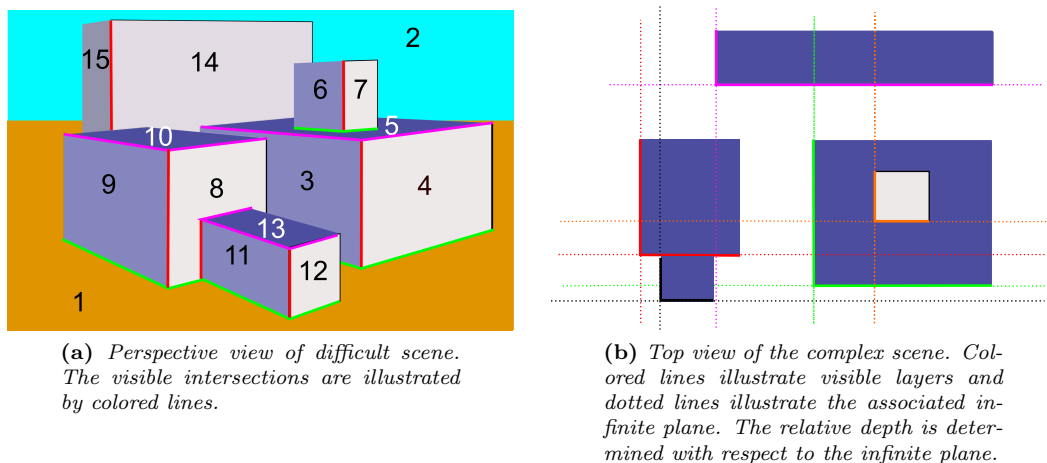 15
14
2
6
7
5
10
9
8
3
4
13
11
12
1
(a) Perspective view of difficult scene.
The visible intersections are illustrated
by colored lines.
(b) Top view of the complex scene. Col-
ored lines illustrate visible layers and
dotted lines illustrate the associated in-
finite plane. The relative depth is deter-
mined with respect to the infinite plane.